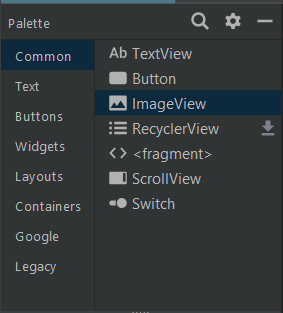 Palette
Common
Text
Buttons
Widgets
Layouts
Containers
Google
Legacy
Ab TextView
Button
ImageView
RecyclerView
<fragment>
ScrollView
Switch